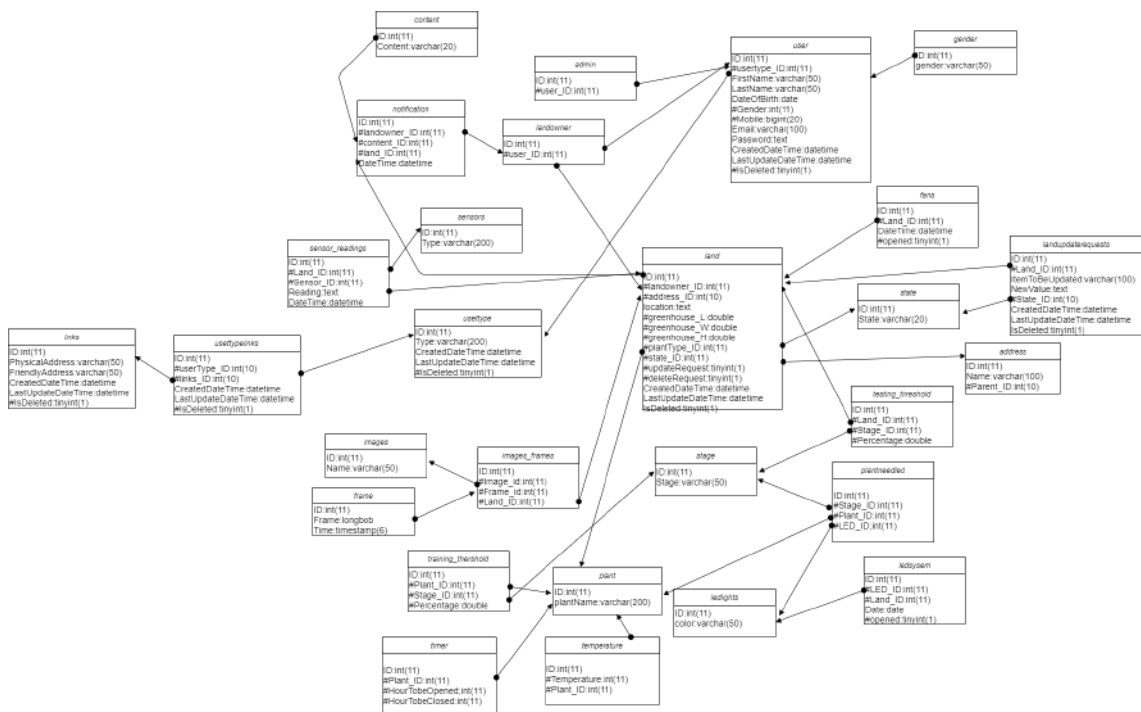 content
ID:int(11)
Content:varchar(20)
admin
ID:int(11)
#user_ID:int(11)
user
ID:int(11)
#usertype_ID:int(11)
FirstName:varchar(50)
LastName:varchar(50)
DateOfBirth:date
#Gender:int(11)
#Mobile:bigint(20)
Email:varchar(100)
Password:text
CreatedDateTime:datetime
LastUpdateDateTime:datetime
#IsDeleted:tinyint(1)
gender
ID:int(11)
gender:varchar(50)
notification
ID:int(11)
#landowner_ID:int(11)
#content_ID:int(11)
#land_ID:int(11)
DateTime:datetime
landowner
ID:int(11)
#user_ID:int(11)
fans
ID:int(11)
#Land_ID:int(11)
DateTime:datetime
#opened:tinyint(1)
sensors
ID:int(11)
Type:varchar(200)
sensor_readings
ID:int(11)
#Land_ID:int(11)
#Sensor_ID:int(11)
Reading:text
DateTime:datetime
land
ID:int(11)
#landowner_ID:int(11)
#address_ID:int(10)
location:text
#greenhouse_L:double
#greenhouse_W:double
#greenhouse_H:double
#plantType_ID:int(11)
#state_ID:int(11)
#updateRequest:tinyint(1)
#deleteRequest:tinyint(1)
CreatedDateTime:datetime
LastUpdateDateTime:datetime
IsDeleted:tinyint(1)
landupdaterequests
ID:int(11)
#Land_ID:int(11)
itemToBeUpdated:varchar(100)
NewValue:text
#State_ID:int(10)
CreatedDateTime:datetime
LastUpdateDateTime:datetime
IsDeleted:tinyint(1)
state
ID:int(11)
State:varchar(20)
address
ID:int(11)
Name:varchar(100)
#Parent_ID:int(10)
links
ID:int(11)
PhysicalAddress:varchar(50)
FriendlyAddress:varchar(50)
CreatedDateTime:datetime
LastUpdateDateTime:datetime
#IsDeleted:tinyint(1)
ID:int(11)
#userType_ID:int(10)
#links_ID:int(10)
CreatedDateTime:datetime
LastUpdateDateTime:datetime
#IsDeleted:tinyint(1)
ID:int(11)
Type:varchar(200)
CreatedDateTime:datetime
LastUpdateDateTime:datetime
#IsDeleted:tinyint(1)
testing_threshold
ID:int(11)
#Land_ID:int(11)
#Stage_ID:int(11)
#Percentage:double
images
ID:int(11)
Name:varchar(50)
images_frames
ID:int(11)
#Image_id:int(11)
#Frame_id:int(11)
#Land_ID:int(11)
frame
ID:int(11)
Time:timestamp(6)
stage
ID:int(11)
Stage:varchar(50)
plantneeded
ID:int(11)
#Stage_ID:int(11)
#Plant_ID:int(11)
#LED_ID:int(11)
training_thershold
ID:int(11)
#Plant_ID:int(11)
#Stage_ID:int(11)
#Percentage:double
plant
ID:int(11)
plantName:varchar(200)
ledlights
ID:int(11)
color:varchar(50)
ledsysem
ID:int(11)
#LED_ID:int(11)
#Land_ID:int(11)
Date:date
#opened:tinyint(1)
timer
ID:int(11)
#Plant_ID:int(11)
#HourTobeOpened:int(11)
#HourTobeClosed:int(11)
temperature
ID:int(11)
#Temperature:int(11)
#Plant_ID:int(11)